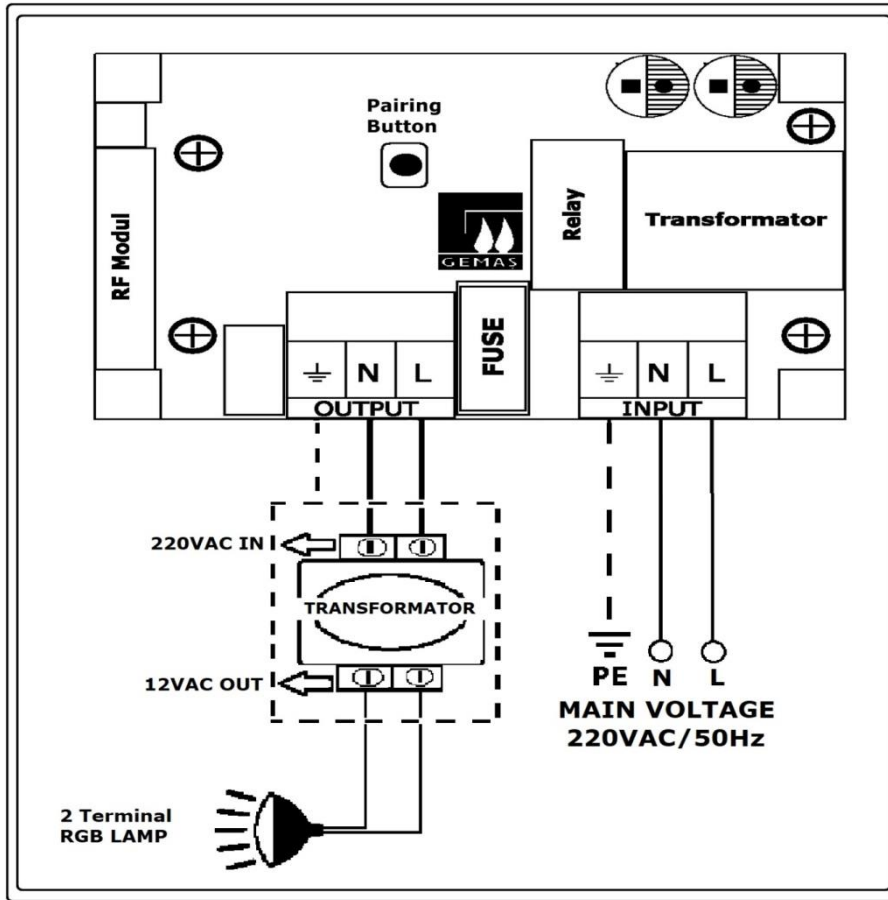 Pairing
Button
RF Modul
GEMAŞ
Relay
Transformator
FUSE
N L
OUTPUT
N L
INPUT
220VAC IN
TRANSFORMATOR
12VAC OUT
PE N L
MAIN VOLTAGE
220VAC/50Hz
2 Terminal
RGB LAMP